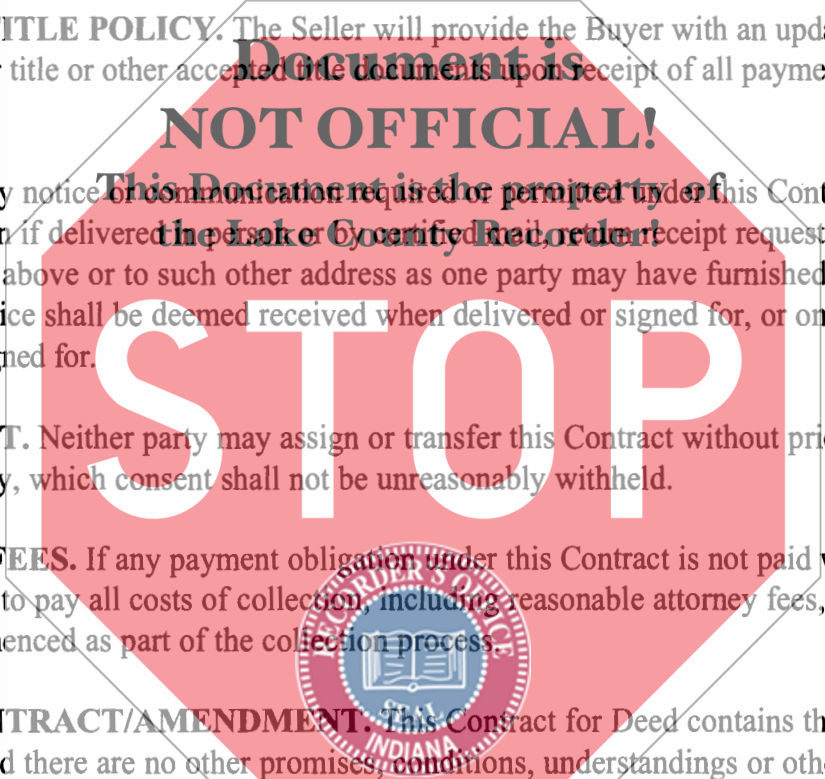 ITLE POLICY. The Seller will provide the Buyer with an upd
title or other accepted title documents upon receipt of all payme
Document is
NOT OFFICIAL!
This Document is the property of
the Lake County Recorder!
y notice or communication required or permitted under this Cont
n if delivered in person or by certified mail, return receipt request
above or to such other address as one party may have furnished
ice shall be deemed received when delivered or signed for, or on
ned for.
STOP
T. Neither party may assign or transfer this Contract without pri
y, which consent shall not be unreasonably withheld.
FEES. If any payment obligation under this Contract is not paid
to pay all costs of collection, including reasonable attorney fees,
enced as part of the collection process.
RECORDER'S OFFICE
SEAL
INDIANA
NTRACT/AMENDMENT. This Contract for Deed contains th
d there are no other promises, conditions, understandings or oth